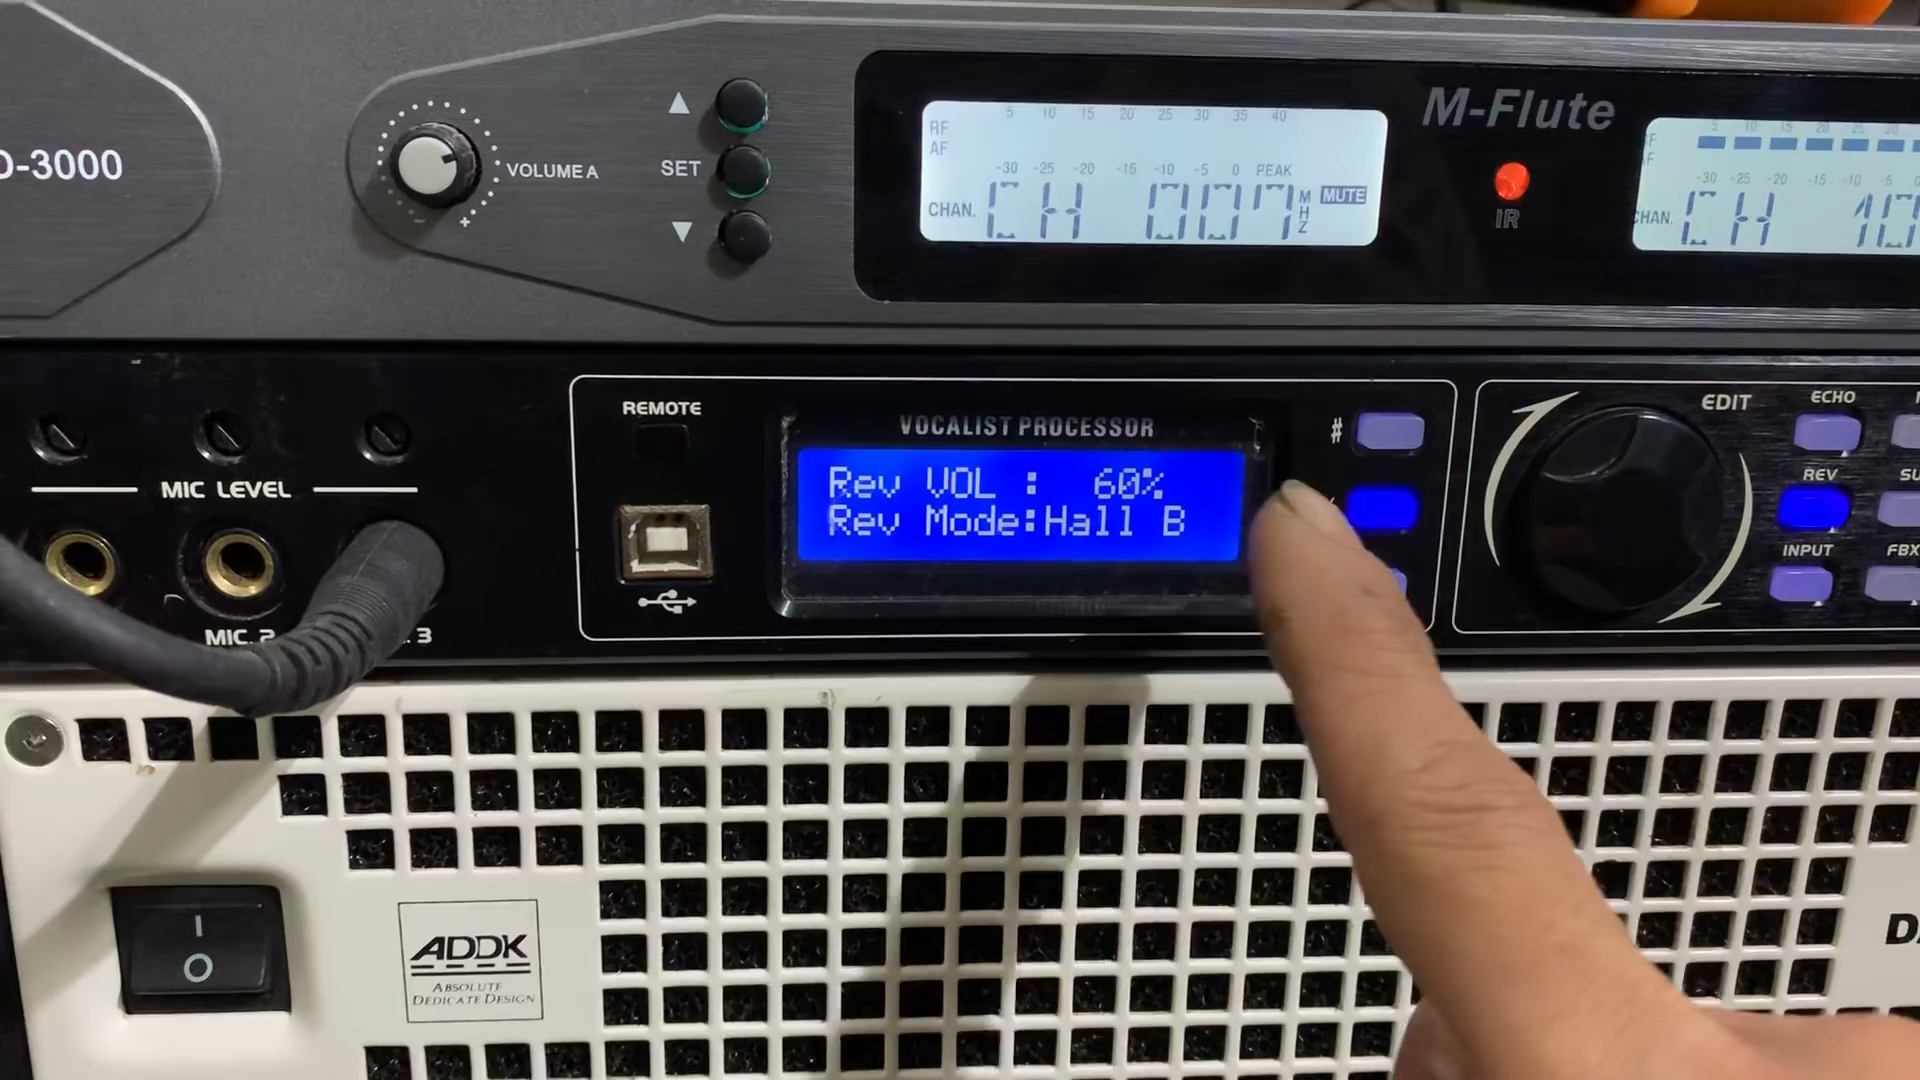 D-3000
VOLUME A
- +
SET
RF
AF
5 10 15 20 25 30 35 40
-30 -25 -20 -15 -10 -5 0 PEAK
CHAN. CH 007 MHZ MUTE
M-Flute
IR
5 10 15 20 25 30
-30 -25 -20 -15 -10 -5
CHAN. CH 10
MIC LEVEL
MIC. 2
3
REMOTE
VOCALIST PROCESSOR
Rev VOL : 60%
Rev Mode:Hall B
#
EDIT
ECHO
REV
SU
INPUT
FBX
I
O
ADDK
ABSOLUTE
DEDICATE DESIGN